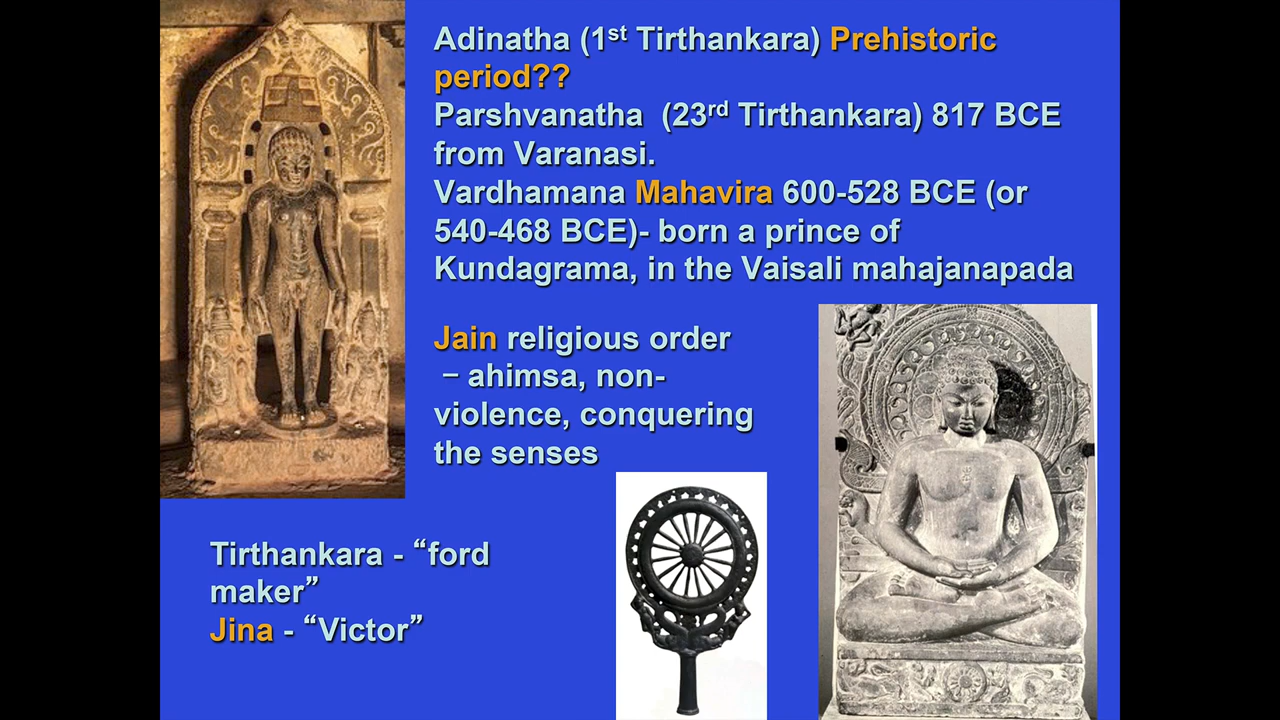 Adinatha (1st Tirthankara) Prehistoric
period??
Parshvanatha (23rd Tirthankara) 817 BCE
from Varanasi.
Vardhamana Mahavira 600-528 BCE (or
540-468 BCE)- born a prince of
Kundagrama, in the Vaisali mahajanapada
Jain religious order
– ahimsa, non-
violence, conquering
the senses
Tirthankara - “ford
maker”
Jina - “Victor”